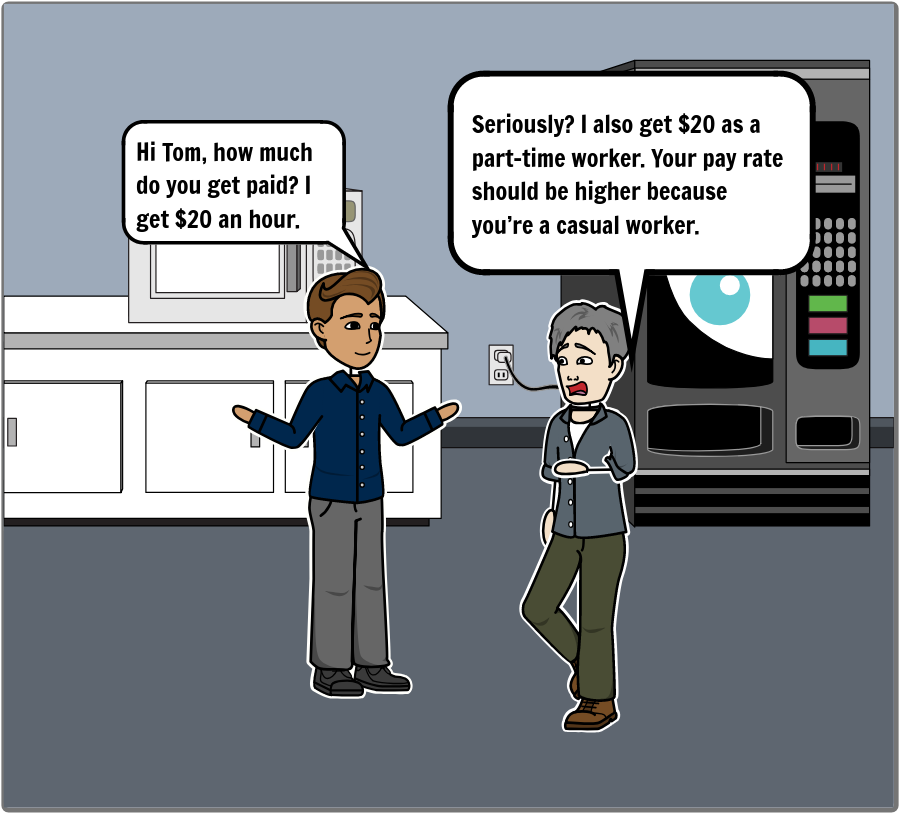 Hi Tom, how much
do you get paid? I
get $20 an hour.
Seriously? I also get $20 as a
part-time worker. Your pay rate
should be higher because
you’re a casual worker.